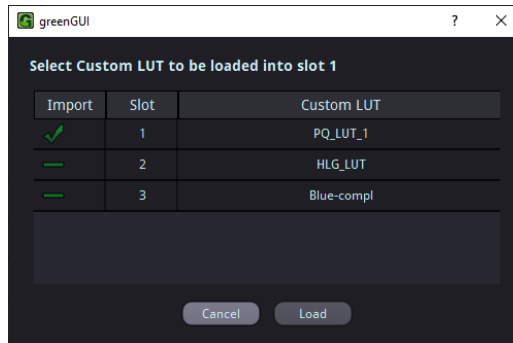 greenGUI
Select Custom LUT to be loaded into slot 1
Import Slot Custom LUT
1 PQ_LUT_1
2 HLG_LUT
3 Blue-compl
Cancel Load